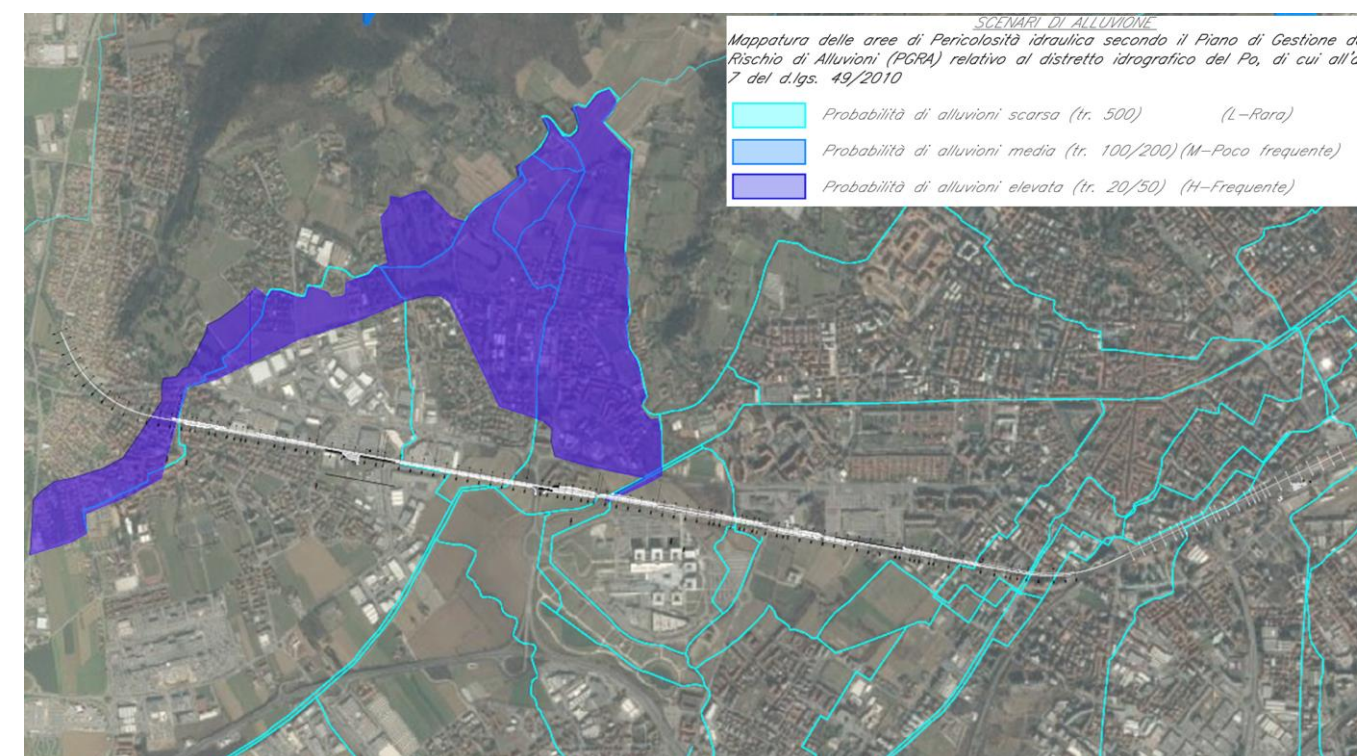 SCENARI DI ALLUVIONE
Mappatura delle aree di Pericolosità idraulica secondo il Piano di Gestione d
Rischio di Alluvioni (PGRA) relativo al distretto idrografico del Po, di cui all'a
7 del d.lgs. 49/2010
Probabilità di alluvioni scarsa (tr. 500) (L-Rara)
Probabilità di alluvioni media (tr. 100/200) (M-Poco frequente)
Probabilità di alluvioni elevata (tr. 20/50) (H-Frequente)